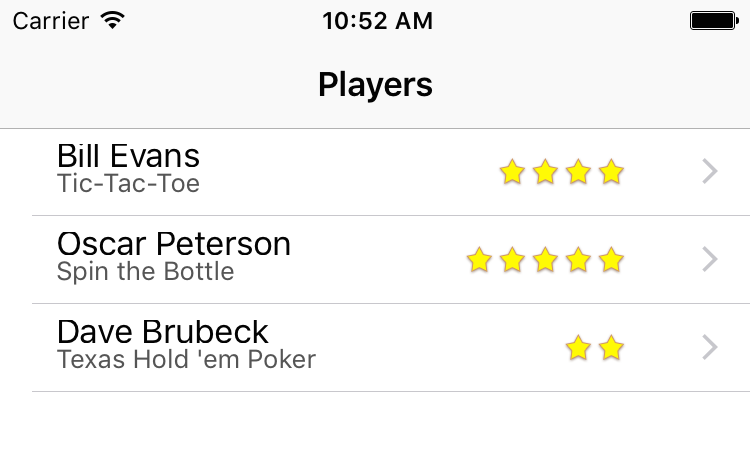 Carrier 10:52 AM
Players
Bill Evans
Tic-Tac-Toe
Oscar Peterson
Spin the Bottle
Dave Brubeck
Texas Hold 'em Poker